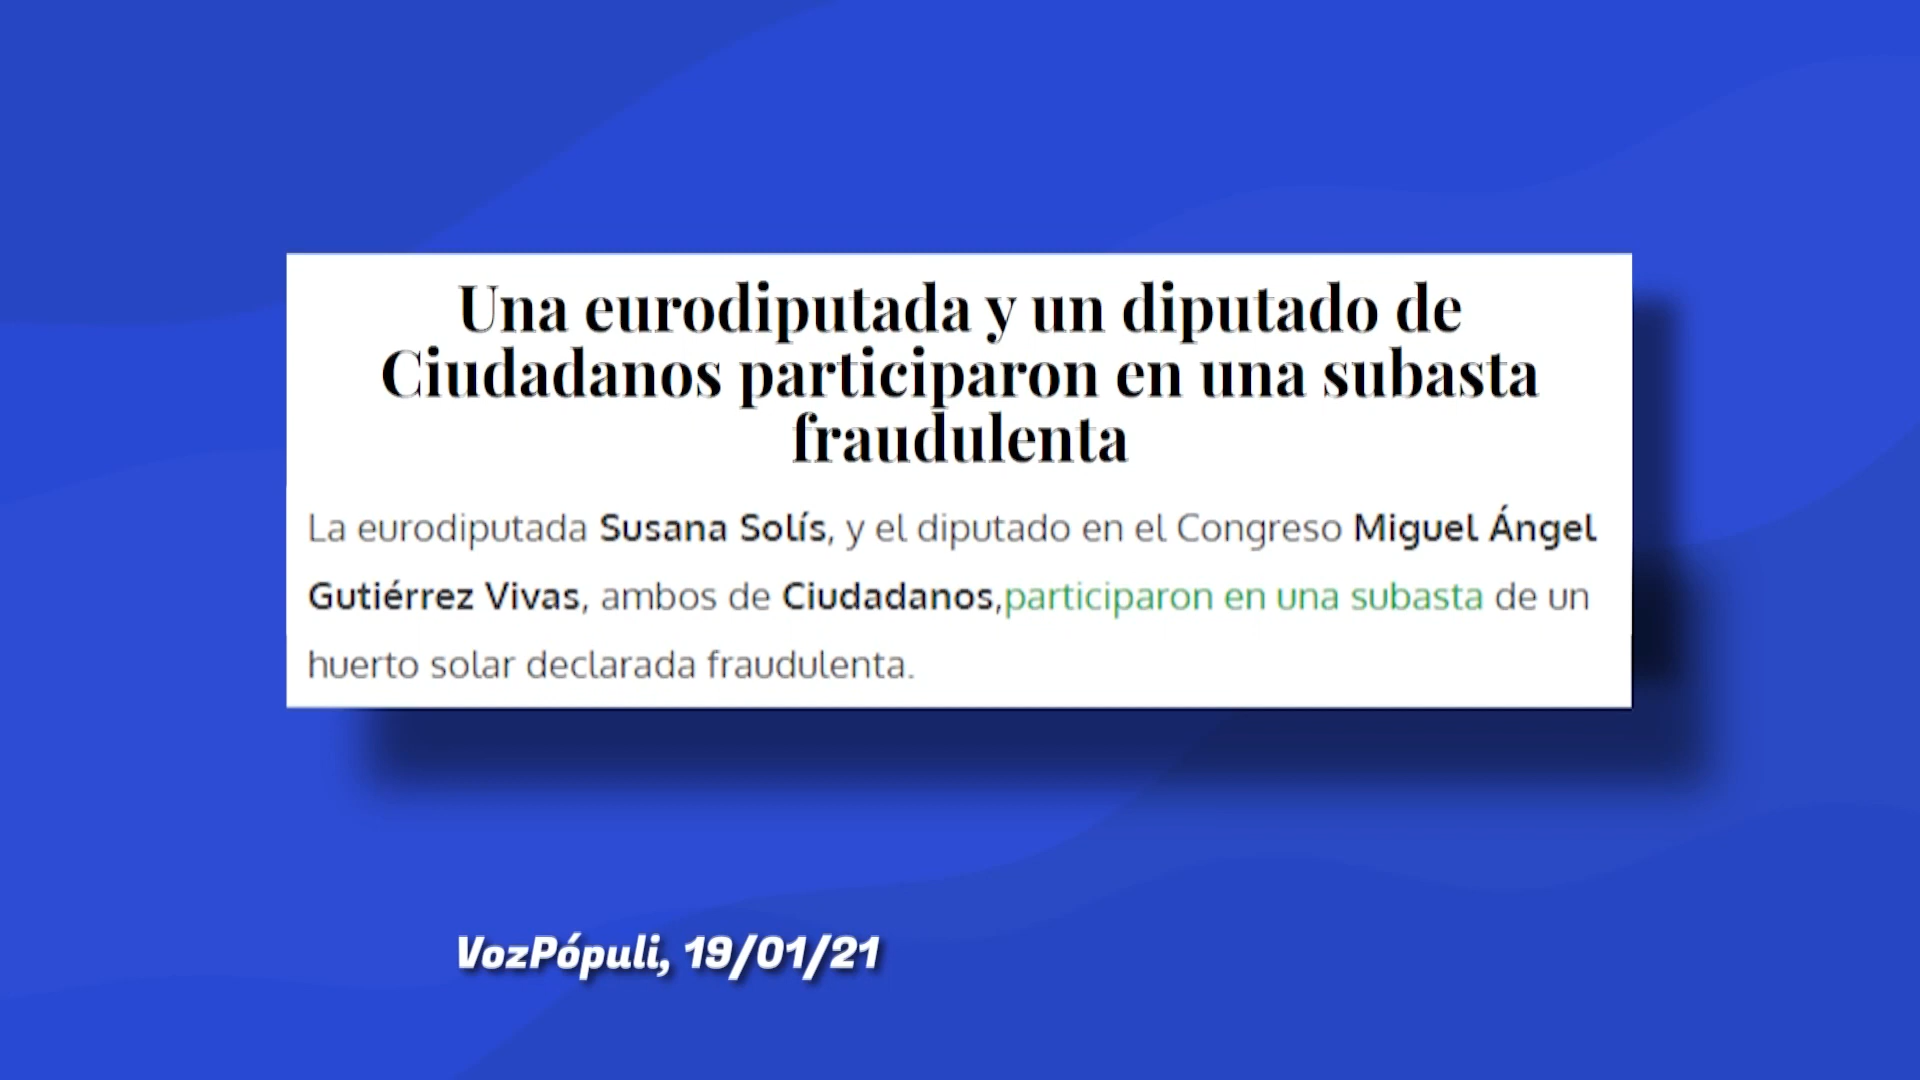 Una eurodiputada y un diputado de
Ciudadanos participaron en una subasta
fraudulenta
La eurodiputada Susana Solís, y el diputado en el Congreso Miguel Ángel
Gutiérrez Vivas, ambos de Ciudadanos,participaron en una subasta de un
huerto solar declarada fraudulenta.
VozPópuli, 19/01/21